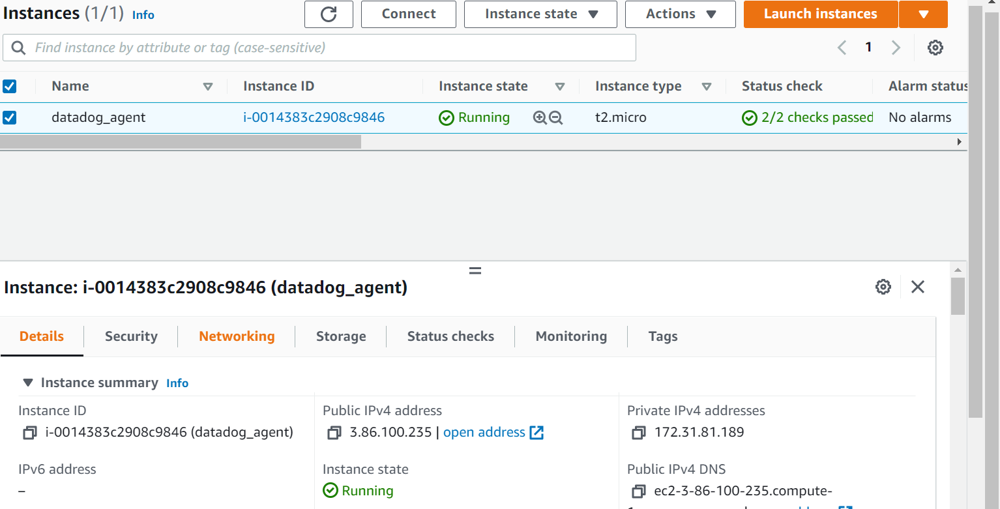 Instances (1/1) Info
Connect
Instance state
Actions
Launch instances
Find instance by attribute or tag (case-sensitive)
1
Name Instance ID Instance state Instance type Status check Alarm status
datadog_agent i-0014383c2908c9846 Running t2.micro 2/2 checks passed No alarms
Instance: i-0014383c2908c9846 (datadog_agent)
Details Security Networking Storage Status checks Monitoring Tags
Instance summary Info
Instance ID Public IPv4 address Private IPv4 addresses
i-0014383c2908c9846 (datadog_agent) 3.86.100.235 | open address 172.31.81.189
IPv6 address Instance state Public IPv4 DNS
– Running ec2-3-86-100-235.compute-